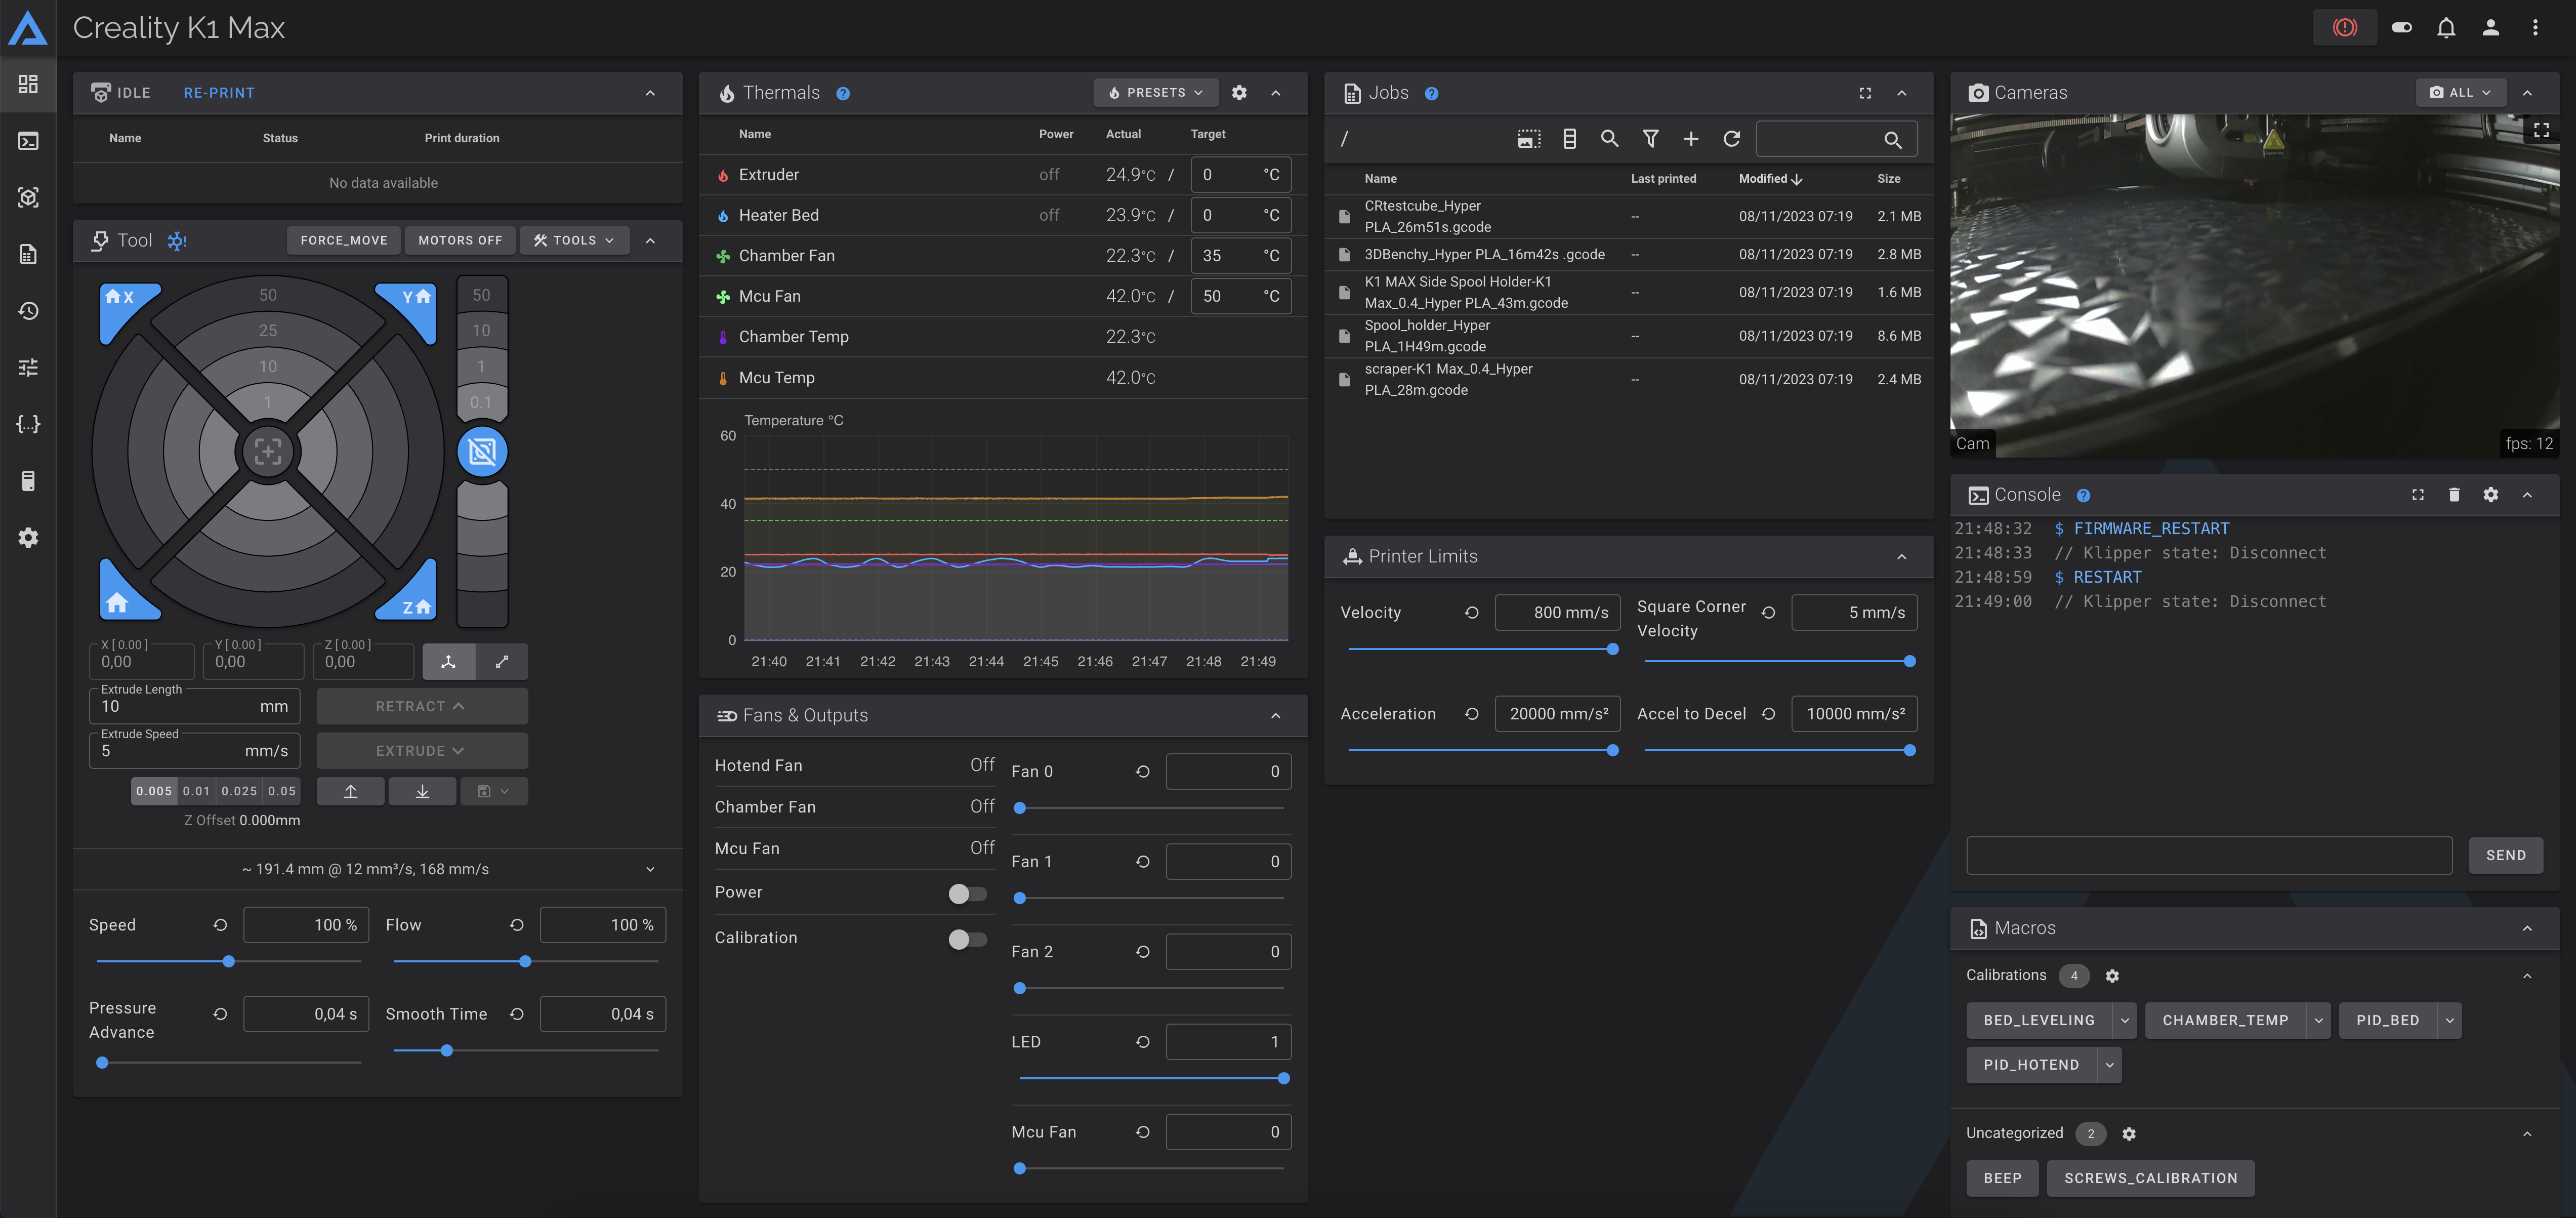 Creality K1 Max
IDLE RE-PRINT
Name Status Print duration
No data available
Tool FORCE_MOVE MOTORS OFF TOOLS
X Y
Z
50
25
10
1
50
10
1
0.1
X [ 0.00 ] Y [ 0.00 ] Z [ 0.00 ]
0,00 0,00 0,00
Extrude Length
10 mm RETRACT
Extrude Speed
5 mm/s EXTRUDE
0.005 0.01 0.025 0.05
Z Offset 0.000mm
~ 191.4 mm @ 12 mm³/s, 168 mm/s
Speed 100 % Flow 100 %
Pressure Advance 0,04 s Smooth Time 0,04 s
Thermals ? PRESETS
Name Power Actual Target
Extruder off 24.9°C / 0 °C
Heater Bed off 23.9°C / 0 °C
Chamber Fan 22.3°C / 35 °C
Mcu Fan 42.0°C / 50 °C
Chamber Temp 22.3°C
Mcu Temp 42.0°C
Temperature °C
60
40
20
0
21:40 21:41 21:42 21:43 21:44 21:45 21:46 21:47 21:48 21:49
Fans & Outputs
Hotend Fan Off
Chamber Fan Off
Mcu Fan Off
Power
Calibration
Fan 0 0
Fan 1 0
Fan 2 0
LED 1
Mcu Fan 0
Jobs ?
/
Name Last printed Modified Size
CRtestcube_Hyper
PLA_26m51s.gcode -- 08/11/2023 07:19 2.1 MB
3DBenchy_Hyper PLA_16m42s .gcode -- 08/11/2023 07:19 2.8 MB
K1 MAX Side Spool Holder-K1
Max_0.4_Hyper PLA_43m.gcode -- 08/11/2023 07:19 1.6 MB
Spool_holder_Hyper
PLA_1H49m.gcode -- 08/11/2023 07:19 8.6 MB
scraper-K1 Max_0.4_Hyper
PLA_28m.gcode -- 08/11/2023 07:19 2.4 MB
Printer Limits
Velocity 800 mm/s Square Corner Velocity 5 mm/s
Acceleration 20000 mm/s² Accel to Decel 10000 mm/s²
Cameras ALL
Cam fps: 12
Console ?
21:48:32 $ FIRMWARE_RESTART
21:48:33 // Klipper state: Disconnect
21:48:59 $ RESTART
21:49:00 // Klipper state: Disconnect
SEND
Macros
Calibrations 4
BED_LEVELING CHAMBER_TEMP PID_BED
PID_HOTEND
Uncategorized 2
BEEP SCREWS_CALIBRATION